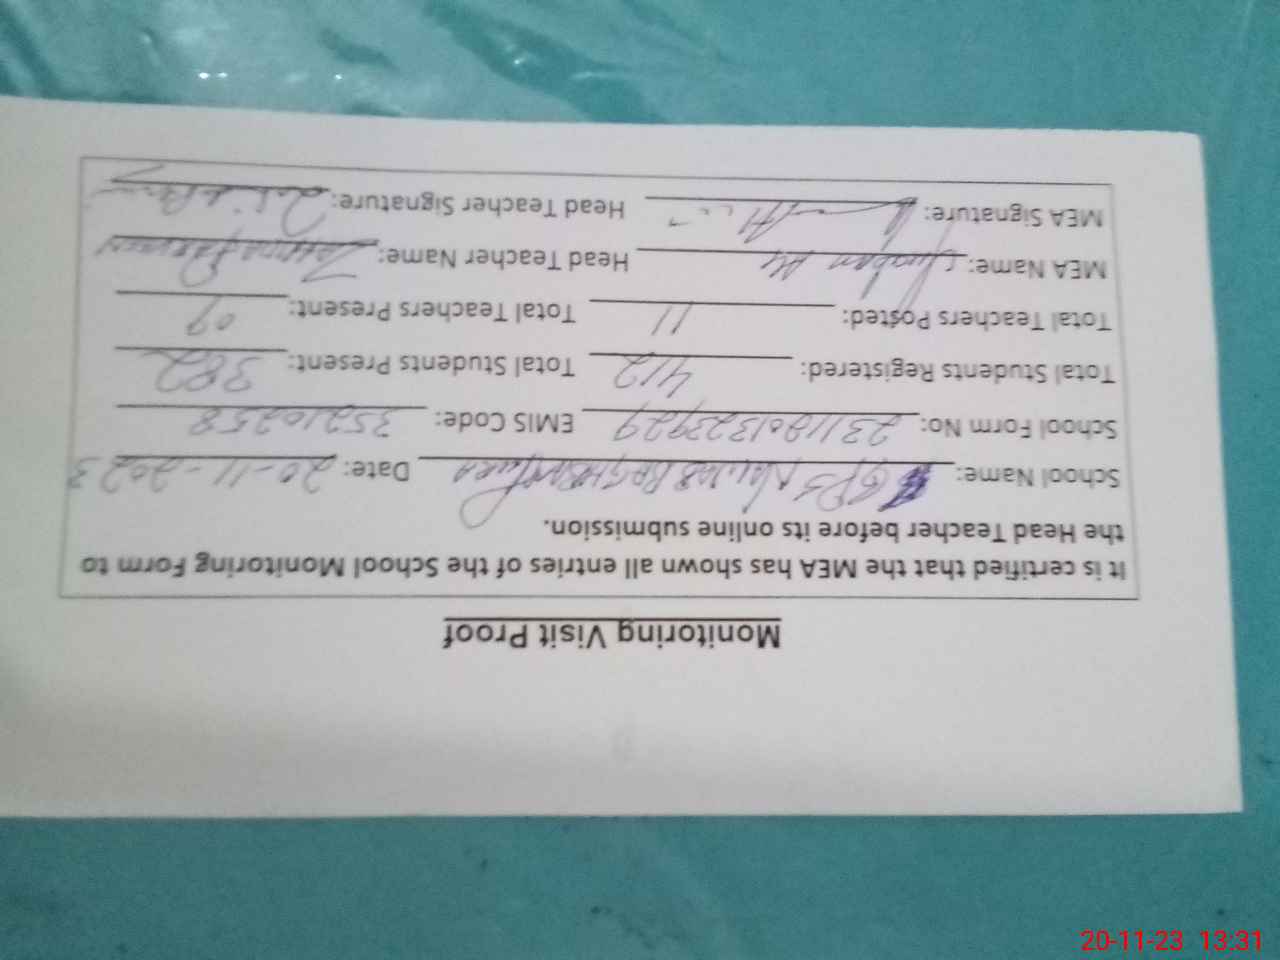 Monitoring Visit Proof
It is certified that the MEA has shown all entries of the School Monitoring Form to
the Head Teacher before its online submission.
School Name: GPS Date: 20-11-2023
School Form No: EMIS Code: 35210258
Total Students Registered: 412 Total Students Present: 382
Total Teachers Posted: 11 Total Teachers Present: 09
MEA Name: Head Teacher Name:
MEA Signature: Head Teacher Signature:
20-11-23 13:31